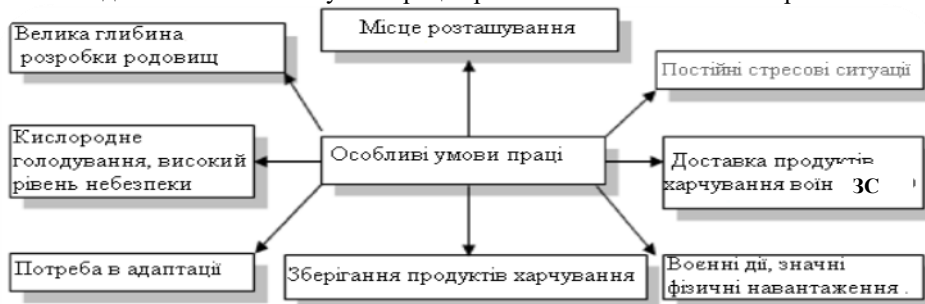 Велика глибина
розробки родовищ
Місце розташування
Постійні стресові ситуації
Кислородне
голодування, високий
рівень небезпеки
Особливі умови праці
Доставка продуктів
харчування воїн ЗС
Потреба в адаптації
Зберігання продуктів харчування
Воєнні дії, значні
фізичні навантаження .